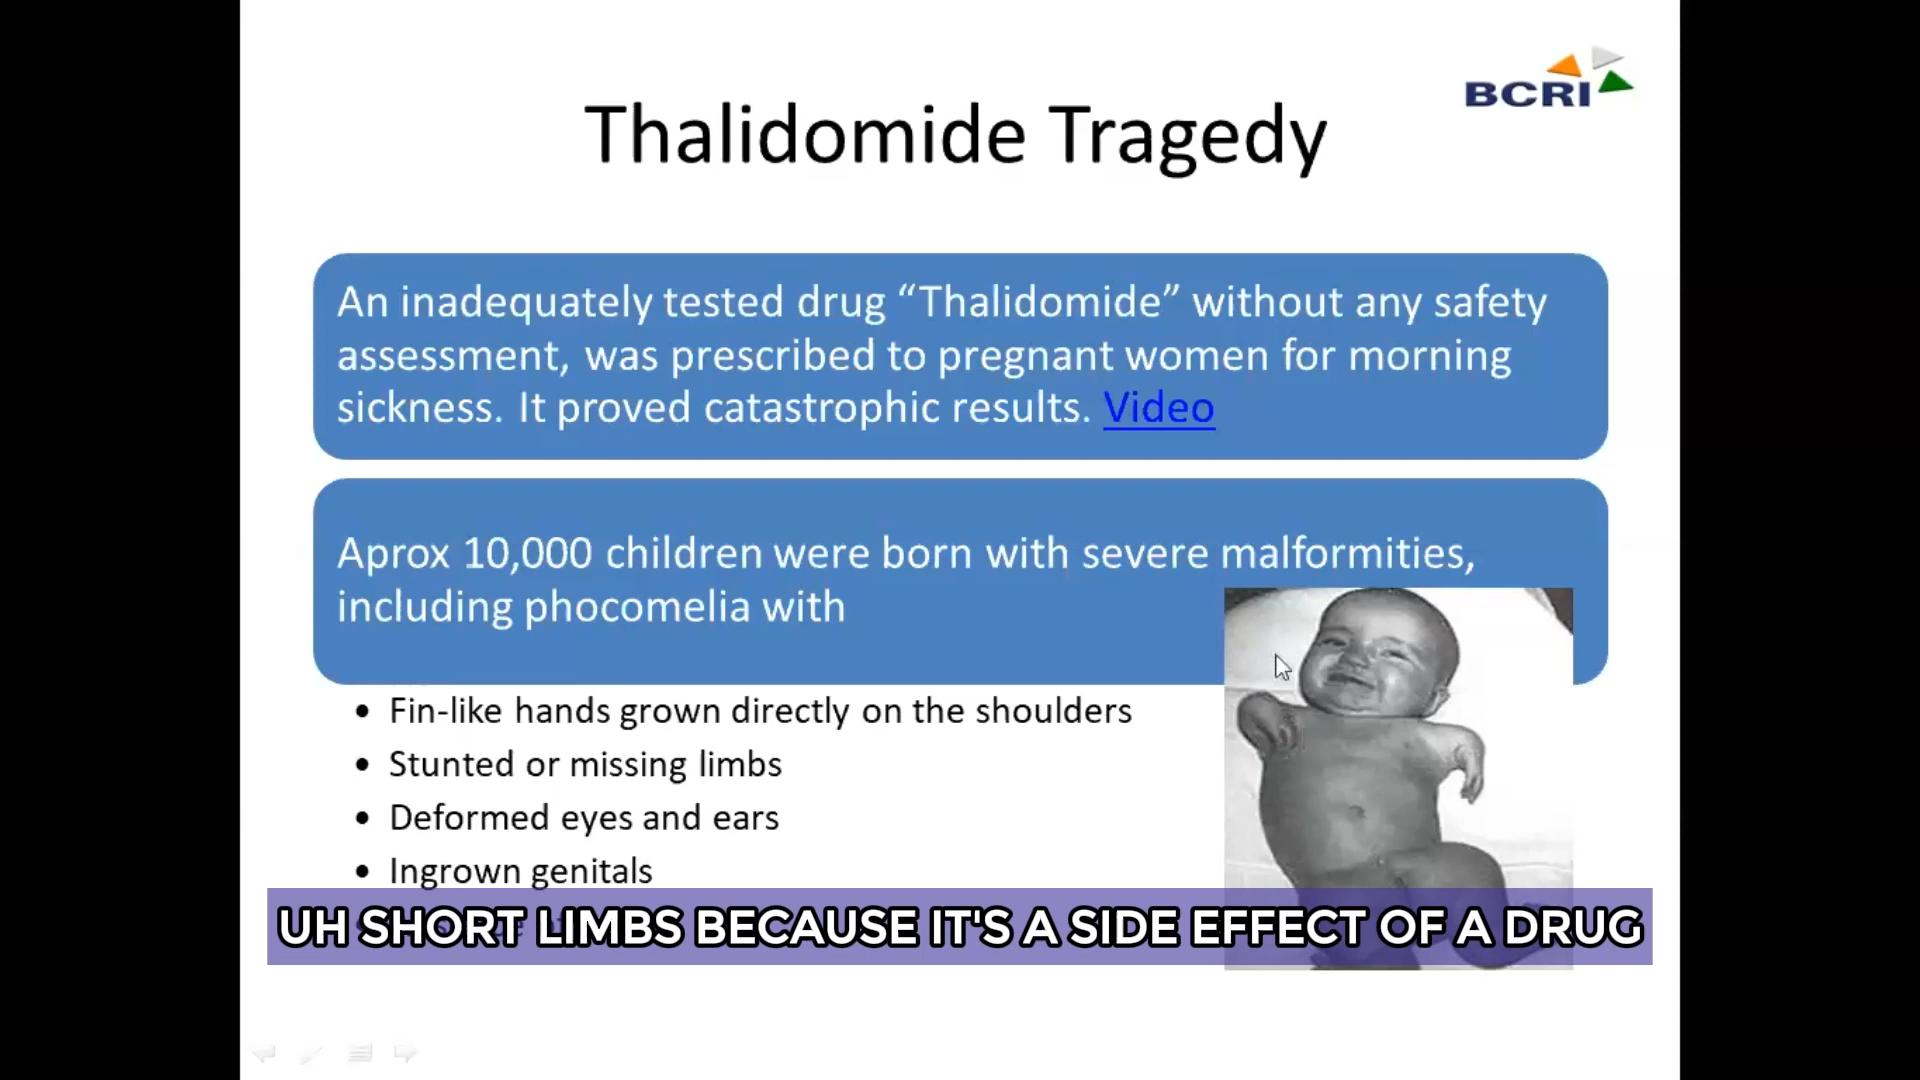 BCRI
Thalidomide Tragedy
An inadequately tested drug “Thalidomide” without any safety
assessment, was prescribed to pregnant women for morning
sickness. It proved catastrophic results. Video
Aprox 10,000 children were born with severe malformities,
including phocomelia with
• Fin-like hands grown directly on the shoulders
• Stunted or missing limbs
• Deformed eyes and ears
• Ingrown genitals
UH SHORT LIMBS BECAUSE IT'S A SIDE EFFECT OF A DRUG